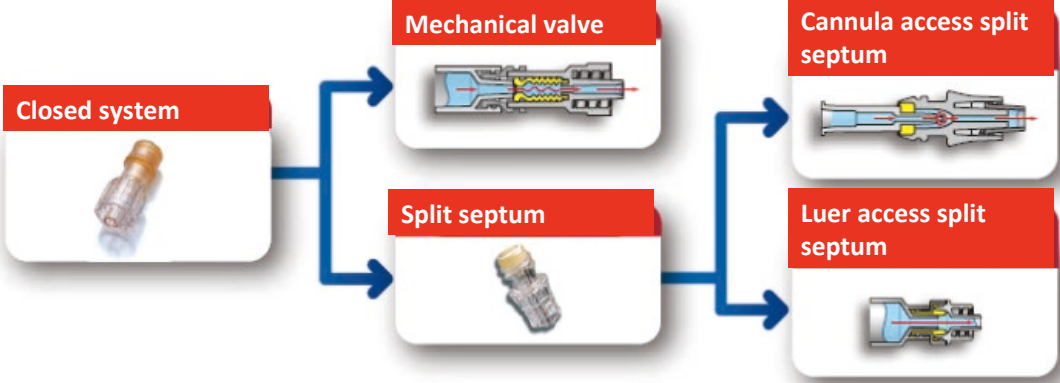 Closed system
Mechanical valve
Split septum
Cannula access split
septum
Luer access split
septum